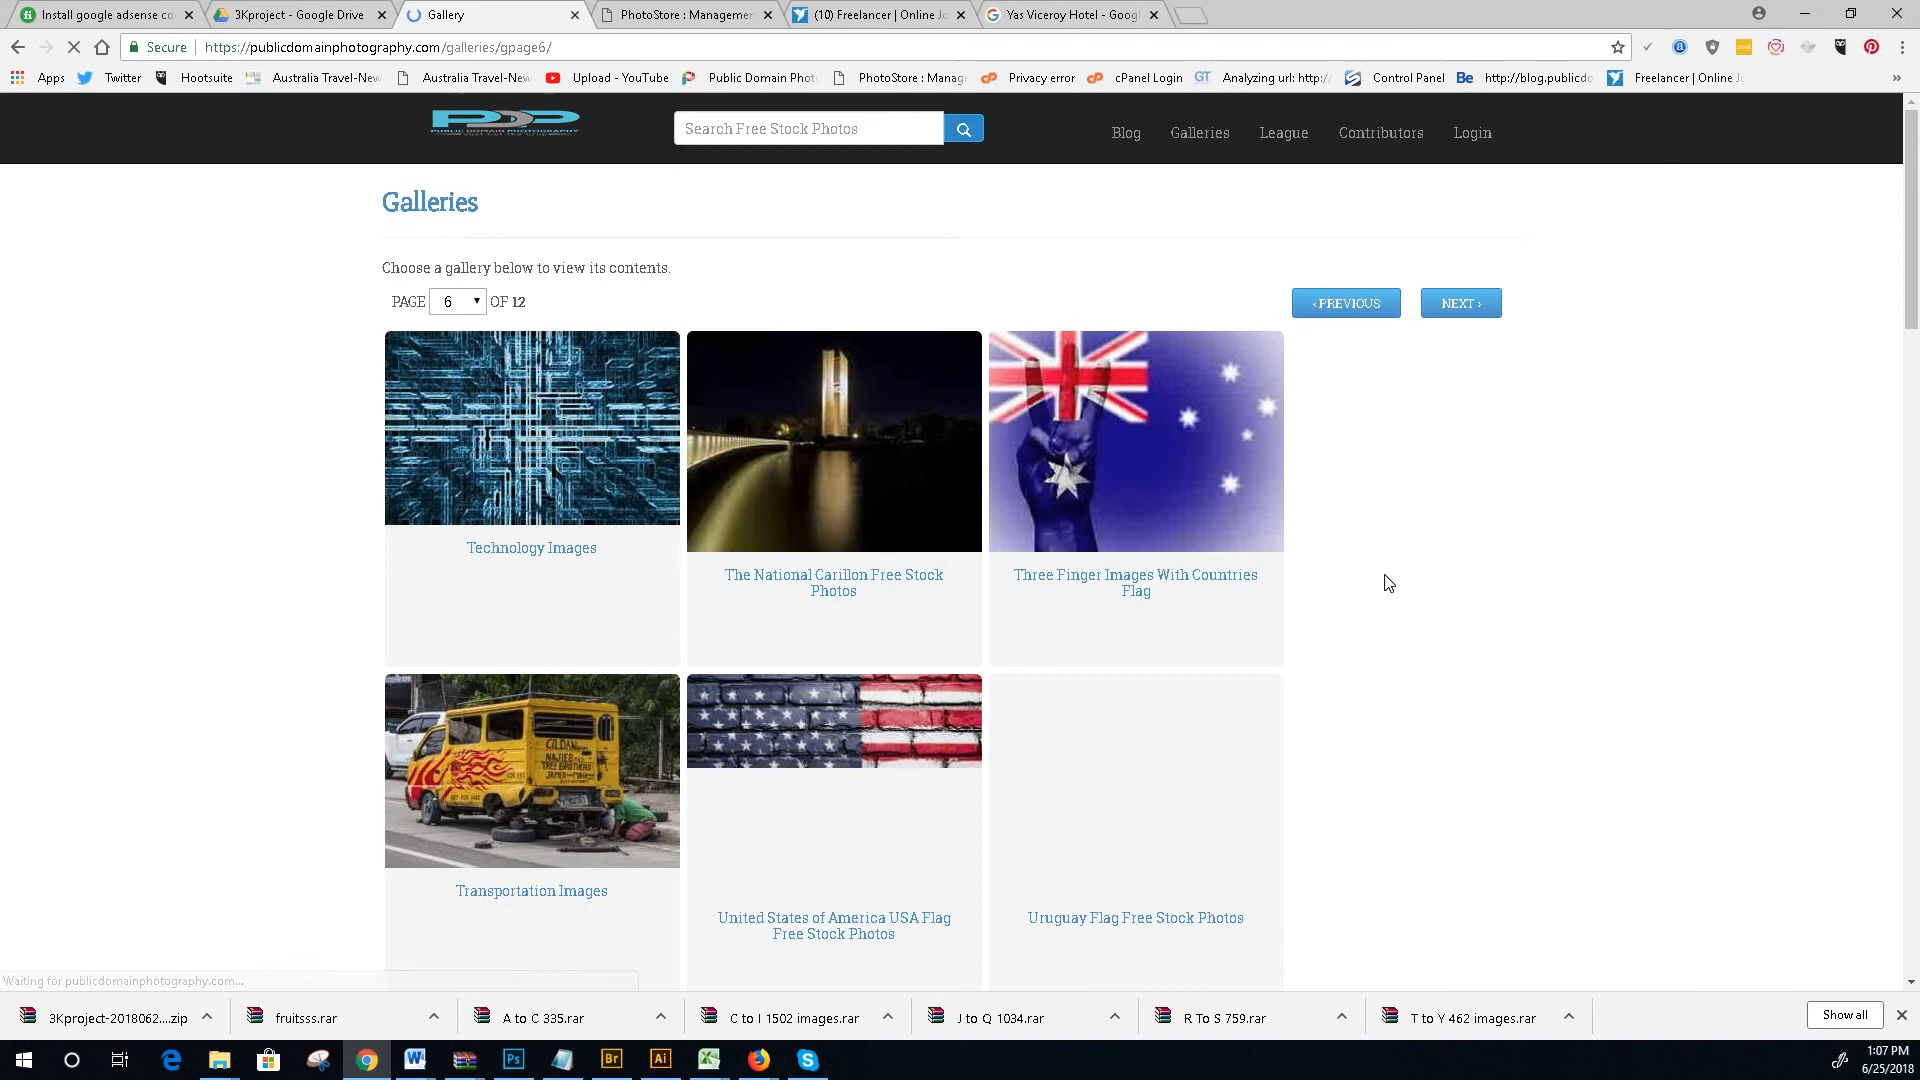 Install google adsense co
3Kproject - Google Drive
Gallery
PhotoStore : Managemen
(10) Freelancer | Online Jo
Yas Viceroy Hotel - Goog
Secure
https://publicdomainphotography.com/galleries/gpage6/
Apps
Twitter
Hootsuite
Australia Travel-New
Australia Travel-New
Upload - YouTube
Public Domain Phot
PhotoStore : Manag
Privacy error
cPanel Login
Analyzing url: http:/
Control Panel
http://blog.publicdo
Freelancer | Online J
PUBLIC DOMAIN PHOTOGRAPHY
Search Free Stock Photos
Blog
Galleries
League
Contributors
Login
Galleries
Choose a gallery below to view its contents.
PAGE 6 OF 12
‹ PREVIOUS
NEXT ›
Technology Images
The National Carillon Free Stock
Photos
Three Finger Images With Countries
Flag
CILDAN
Transportation Images
United States of America USA Flag
Free Stock Photos
Uruguay Flag Free Stock Photos
Waiting for publicdomainphotography.com...
3Kproject-2018062....zip
fruitsss.rar
A to C 335.rar
C to I 1502 images.rar
J to Q 1034.rar
R To S 759.rar
T to Y 462 images.rar
Show all
1:07 PM
6/25/2018